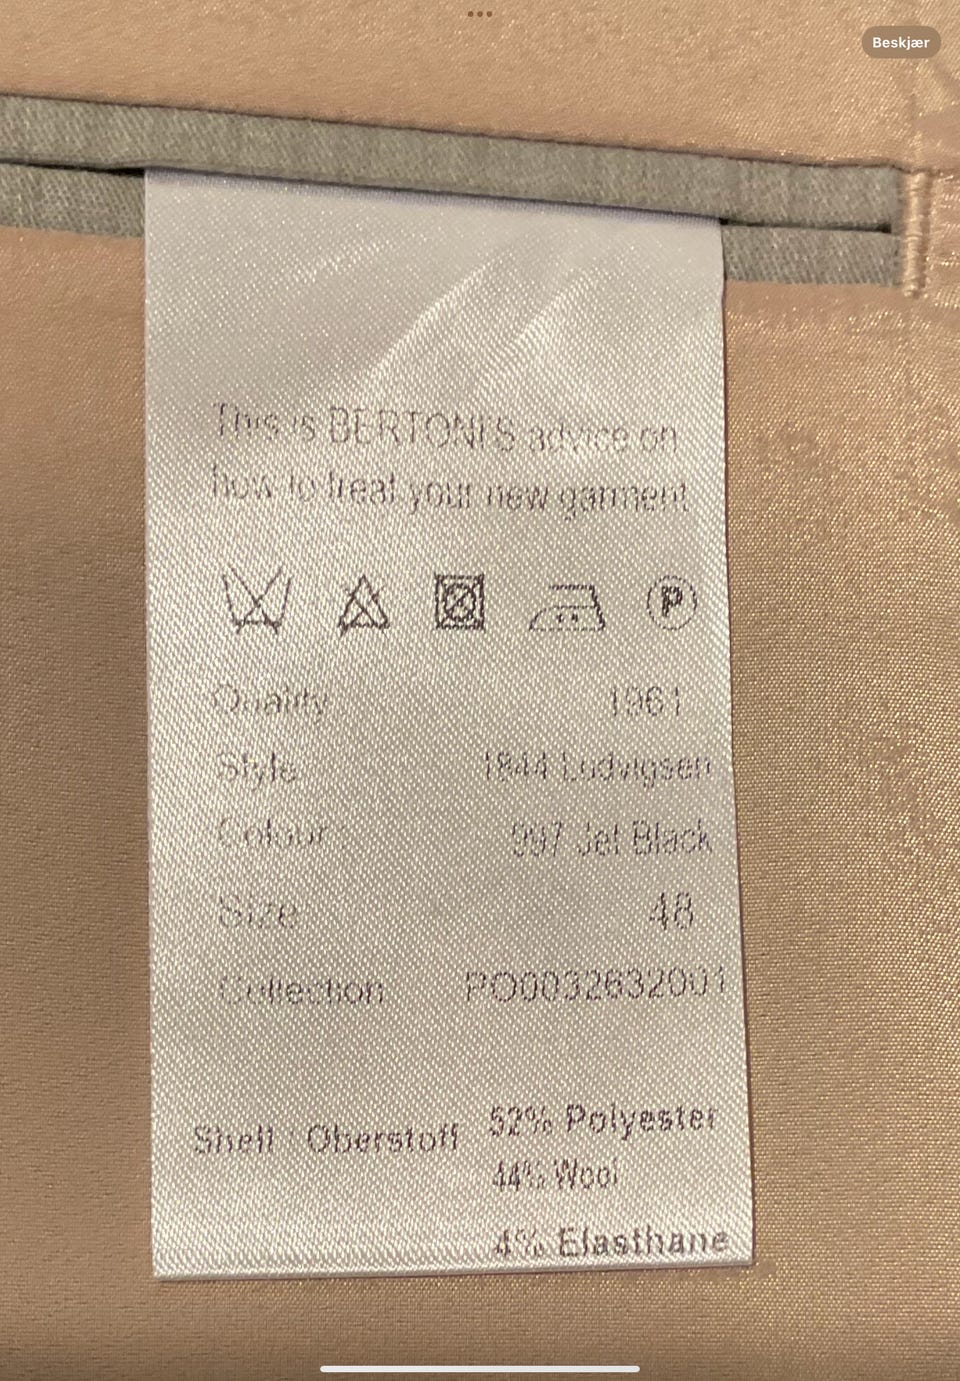 Beskjær
This is BERTONI'S advice on
how to treat your new garment
P
Quality 1961
Style 1844 Ludvigsen
Colour 997 Jet Black
Size 48
Collection PO0032632001
Shell / Oberstoff 52% Polyester
44% Wool
4% Elasthane